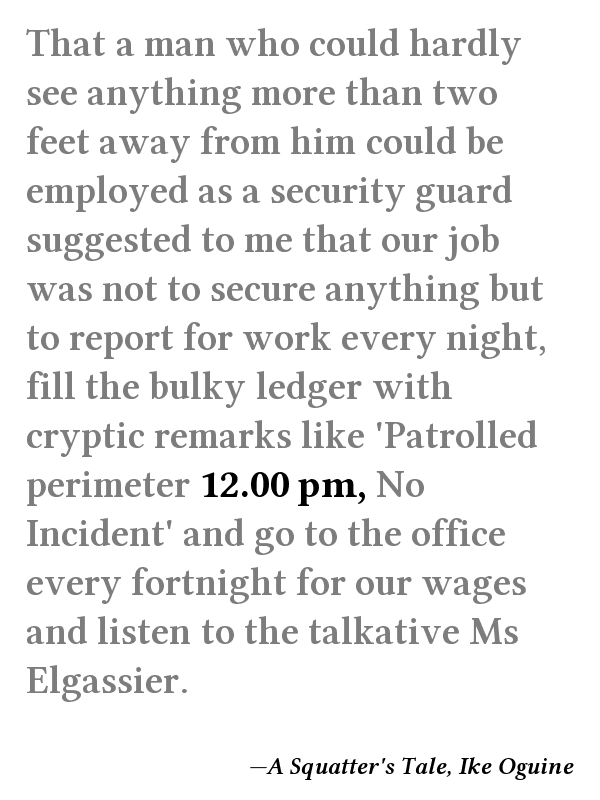 That a man who could hardly
see anything more than two
feet away from him could be
employed as a security guard
suggested to me that our job
was not to secure anything but
to report for work every night,
fill the bulky ledger with
cryptic remarks like 'Patrolled
perimeter 12.00 pm, No
Incident' and go to the office
every fortnight for our wages
and listen to the talkative Ms
Elgassier.
—A Squatter's Tale, Ike Oguine